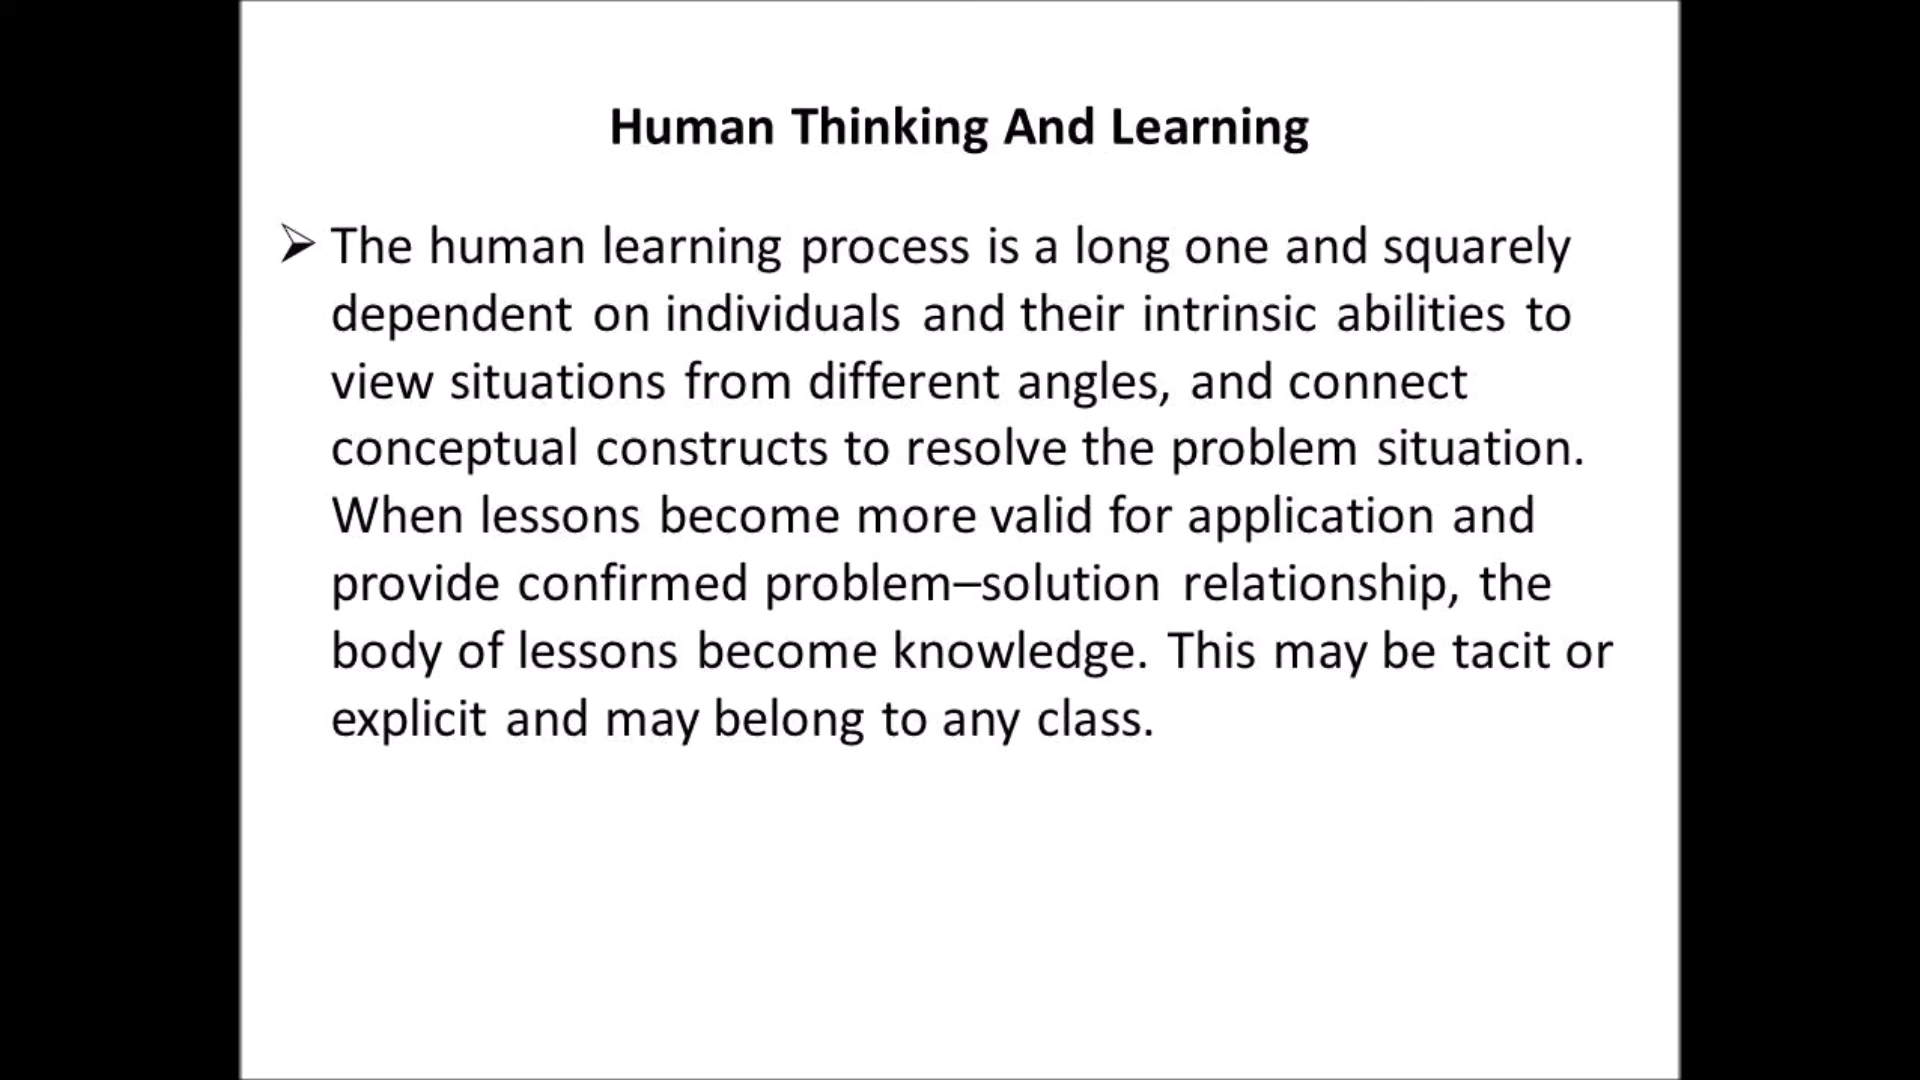 Human Thinking And Learning
The human learning process is a long one and squarely
dependent on individuals and their intrinsic abilities to
view situations from different angles, and connect
conceptual constructs to resolve the problem situation.
When lessons become more valid for application and
provide confirmed problem–solution relationship, the
body of lessons become knowledge. This may be tacit or
explicit and may belong to any class.